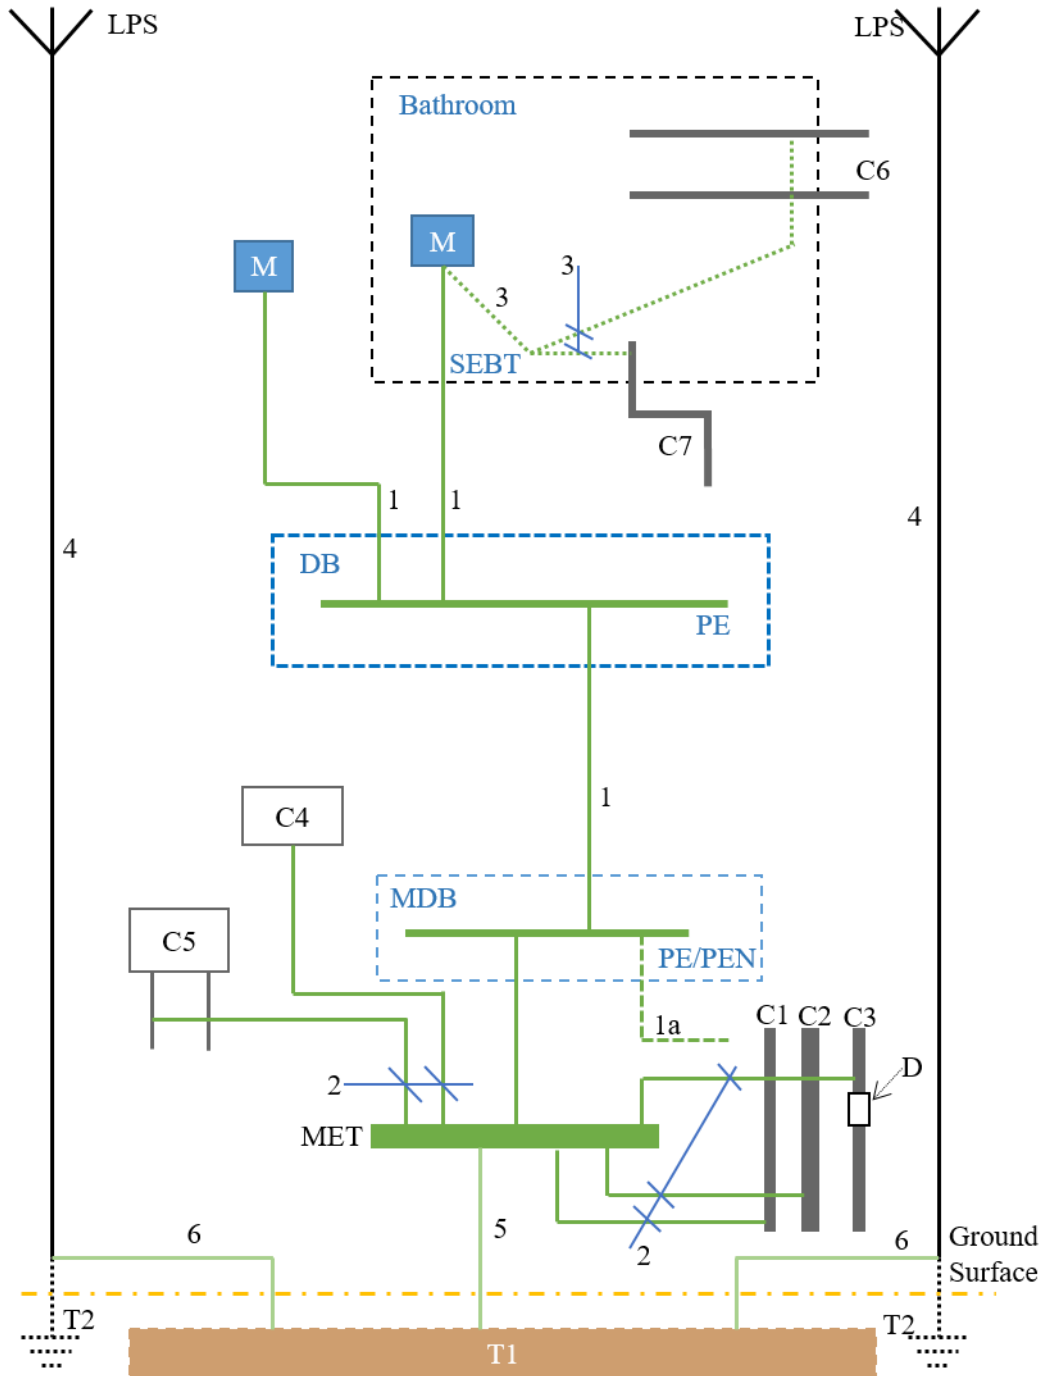 LPS
LPS
Bathroom
C6
M
M
3
3
SEBT
C7
1
1
4
4
DB
PE
1
C4
MDB
C5
PE/PEN
1a
C1
C2
C3
D
2
MET
5
6
2
6
Ground
Surface
T2
T2
T1